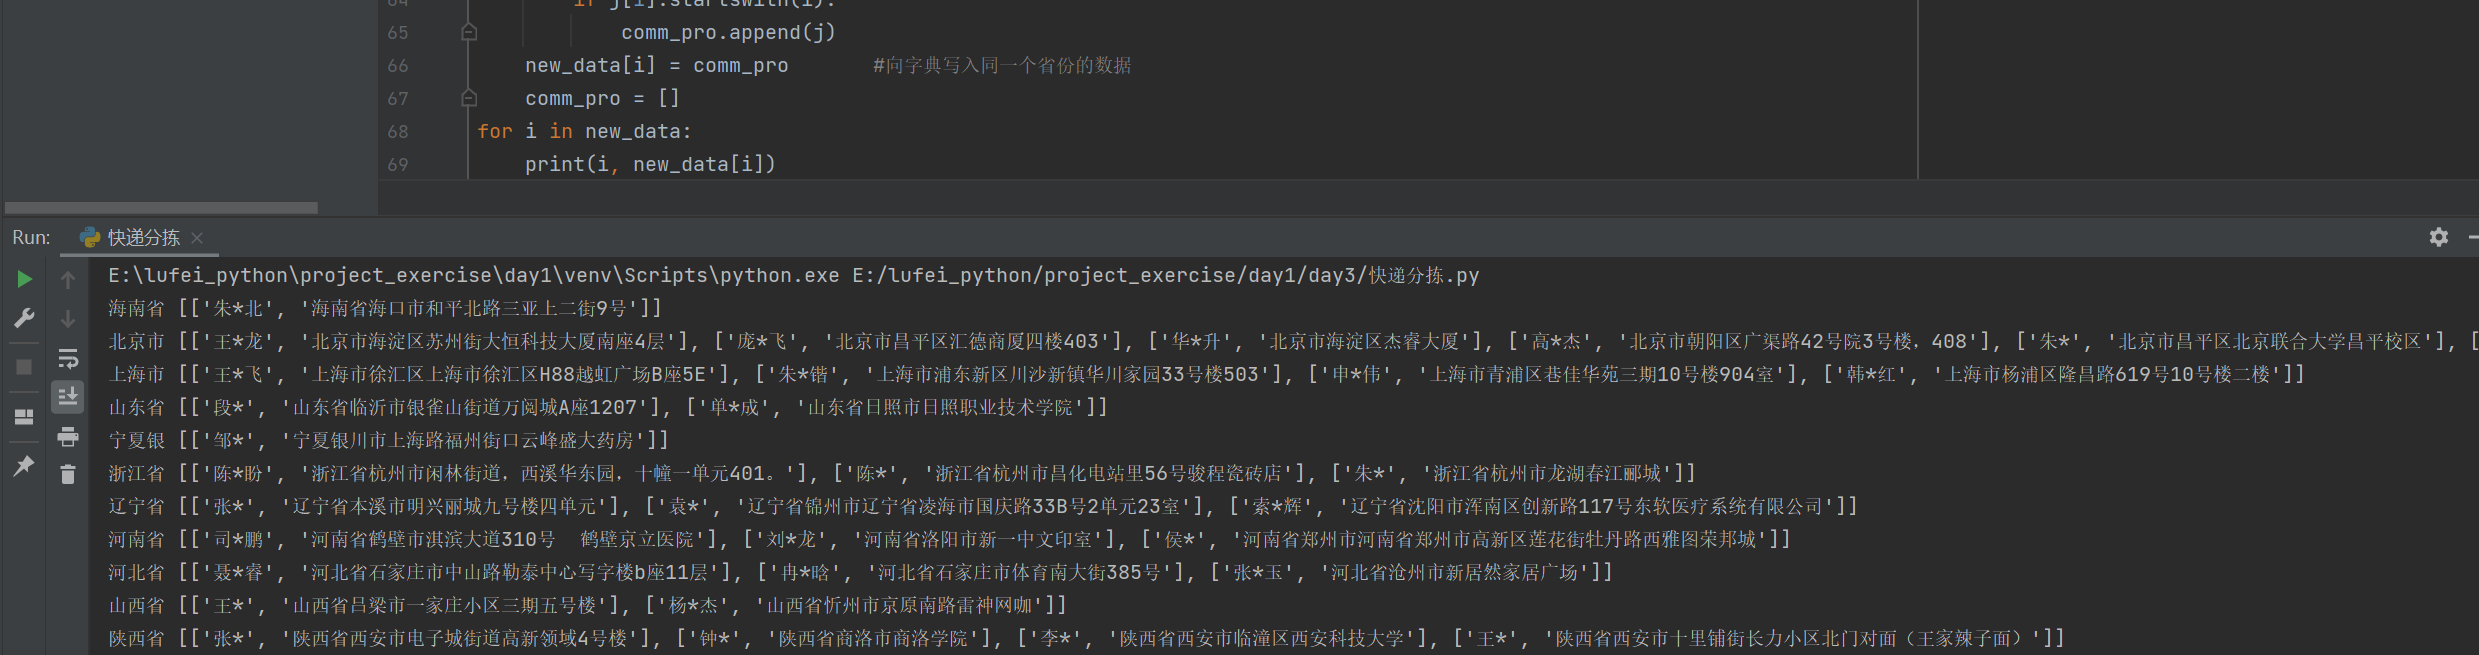 64 if j[1].startswith(i):
65 comm_pro.append(j)
66 new_data[i] = comm_pro #向字典写入同一个省份的数据
67 comm_pro = []
68 for i in new_data:
69 print(i, new_data[i])
Run: 快递分拣
E:\lufei_python\project_exercise\day1\venv\Scripts\python.exe E:/lufei_python/project_exercise/day1/day3/快递分拣.py
海南省 [['朱*北', '海南省海口市和平北路三亚上二街9号']]
北京市 [['王*龙', '北京市海淀区苏州街大恒科技大厦南座4层'], ['庞*飞', '北京市昌平区汇德商厦四楼403'], ['华*升', '北京市海淀区杰睿大厦'], ['高*杰', '北京市朝阳区广渠路42号院3号楼，408'], ['朱*', '北京市昌平区北京联合大学昌平校区'], [
上海市 [['王*飞', '上海市徐汇区上海市徐汇区H88越虹广场B座5E'], ['朱*锴', '上海市浦东新区川沙新镇华川家园33号楼503'], ['申*伟', '上海市青浦区巷佳华苑三期10号楼904室'], ['韩*红', '上海市杨浦区隆昌路619号10号楼二楼']]
山东省 [['段*', '山东省临沂市银雀山街道万阅城A座1207'], ['单*成', '山东省日照市日照职业技术学院']]
宁夏银 [['邹*', '宁夏银川市上海路福州街口云峰盛大药房']]
浙江省 [['陈*盼', '浙江省杭州市闲林街道，西溪华东园，十幢一单元401。'], ['陈*', '浙江省杭州市昌化电站里56号骏程瓷砖店'], ['朱*', '浙江省杭州市龙湖春江郦城']]
辽宁省 [['张*', '辽宁省本溪市明兴丽城九号楼四单元'], ['袁*', '辽宁省锦州市辽宁省凌海市国庆路33B号2单元23室'], ['索*辉', '辽宁省沈阳市浑南区创新路117号东软医疗系统有限公司']]
河南省 [['司*鹏', '河南省鹤壁市淇滨大道310号  鹤壁京立医院'], ['刘*龙', '河南省洛阳市新一中文印室'], ['侯*', '河南省郑州市河南省郑州市高新区莲花街牡丹路西雅图荣邦城']]
河北省 [['聂*睿', '河北省石家庄市中山路勒泰中心写字楼b座11层'], ['冉*晗', '河北省石家庄市体育南大街385号'], ['张*玉', '河北省沧州市新居然家居广场']]
山西省 [['王*', '山西省吕梁市一家庄小区三期五号楼'], ['杨*杰', '山西省忻州市京原南路雷神网咖']]
陕西省 [['张*', '陕西省西安市电子城街道高新领域4号楼'], ['钟*', '陕西省商洛市商洛学院'], ['李*', '陕西省西安市临潼区西安科技大学'], ['王*', '陕西省西安市十里铺街长力小区北门对面（王家辣子面）']]